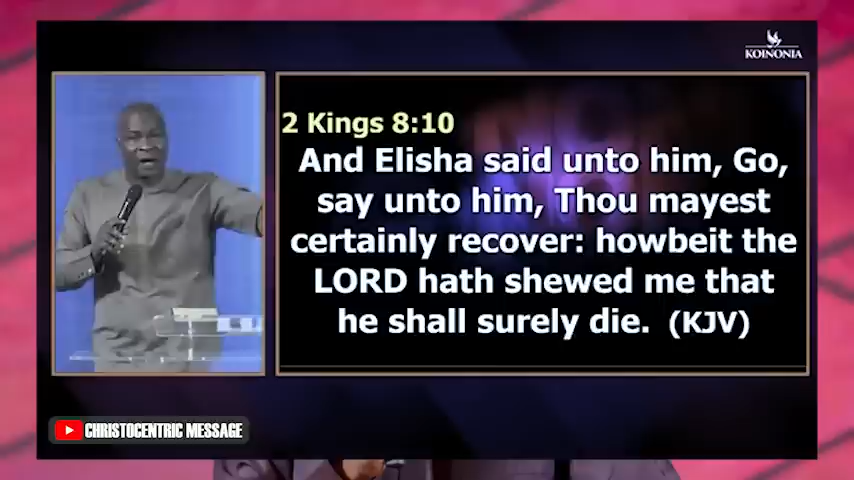 KOINONIA
2 Kings 8:10
And Elisha said unto him, Go,
say unto him, Thou mayest
certainly recover: howbeit the
LORD hath shewed me that
he shall surely die. (KJV)
CHRISTOCENTRIC MESSAGE